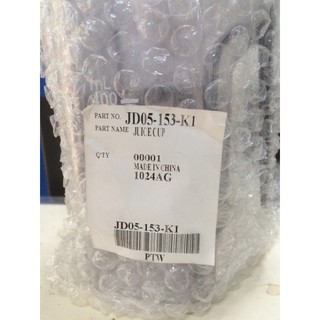 mL
PART NO. JD05-153-K1
PART NAME JUICE CUP
Q'TY 00001
MADE IN CHINA
1024AG
JD05-153-K1
PTW